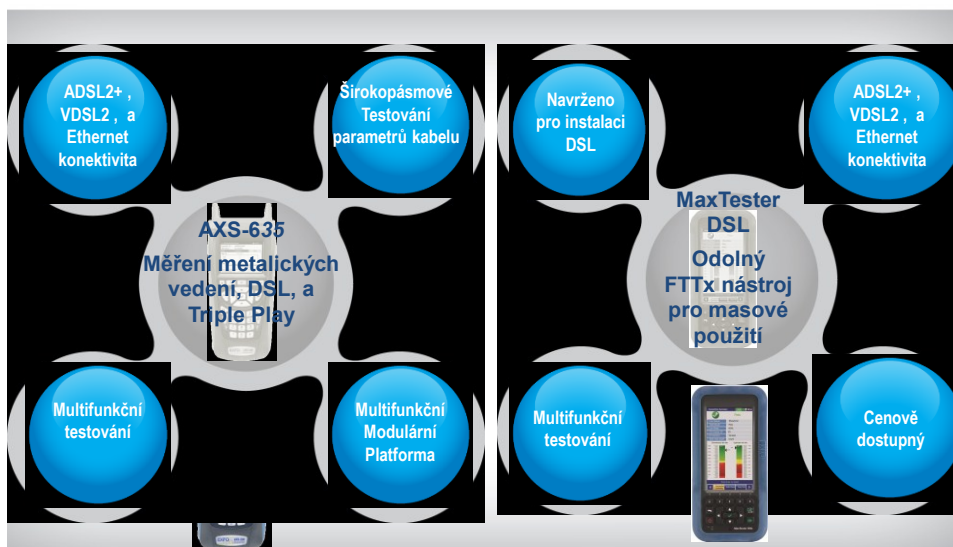 ADSL2+ ,
VDSL2 , a
Ethernet
konektivita
Širokopásmové
Testování
parametrů kabelu
AXS-635
Měření metalických
vedení, DSL, a
Triple Play
Multifunkční
testování
Multifunkční
Modulární
Platforma
Navrženo
pro instalaci
DSL
ADSL2+ ,
VDSL2 , a
Ethernet
konektivita
MaxTester
DSL
Odolný
FTTx nástroj
pro masové
použití
Multifunkční
testování
Cenově
dostupný